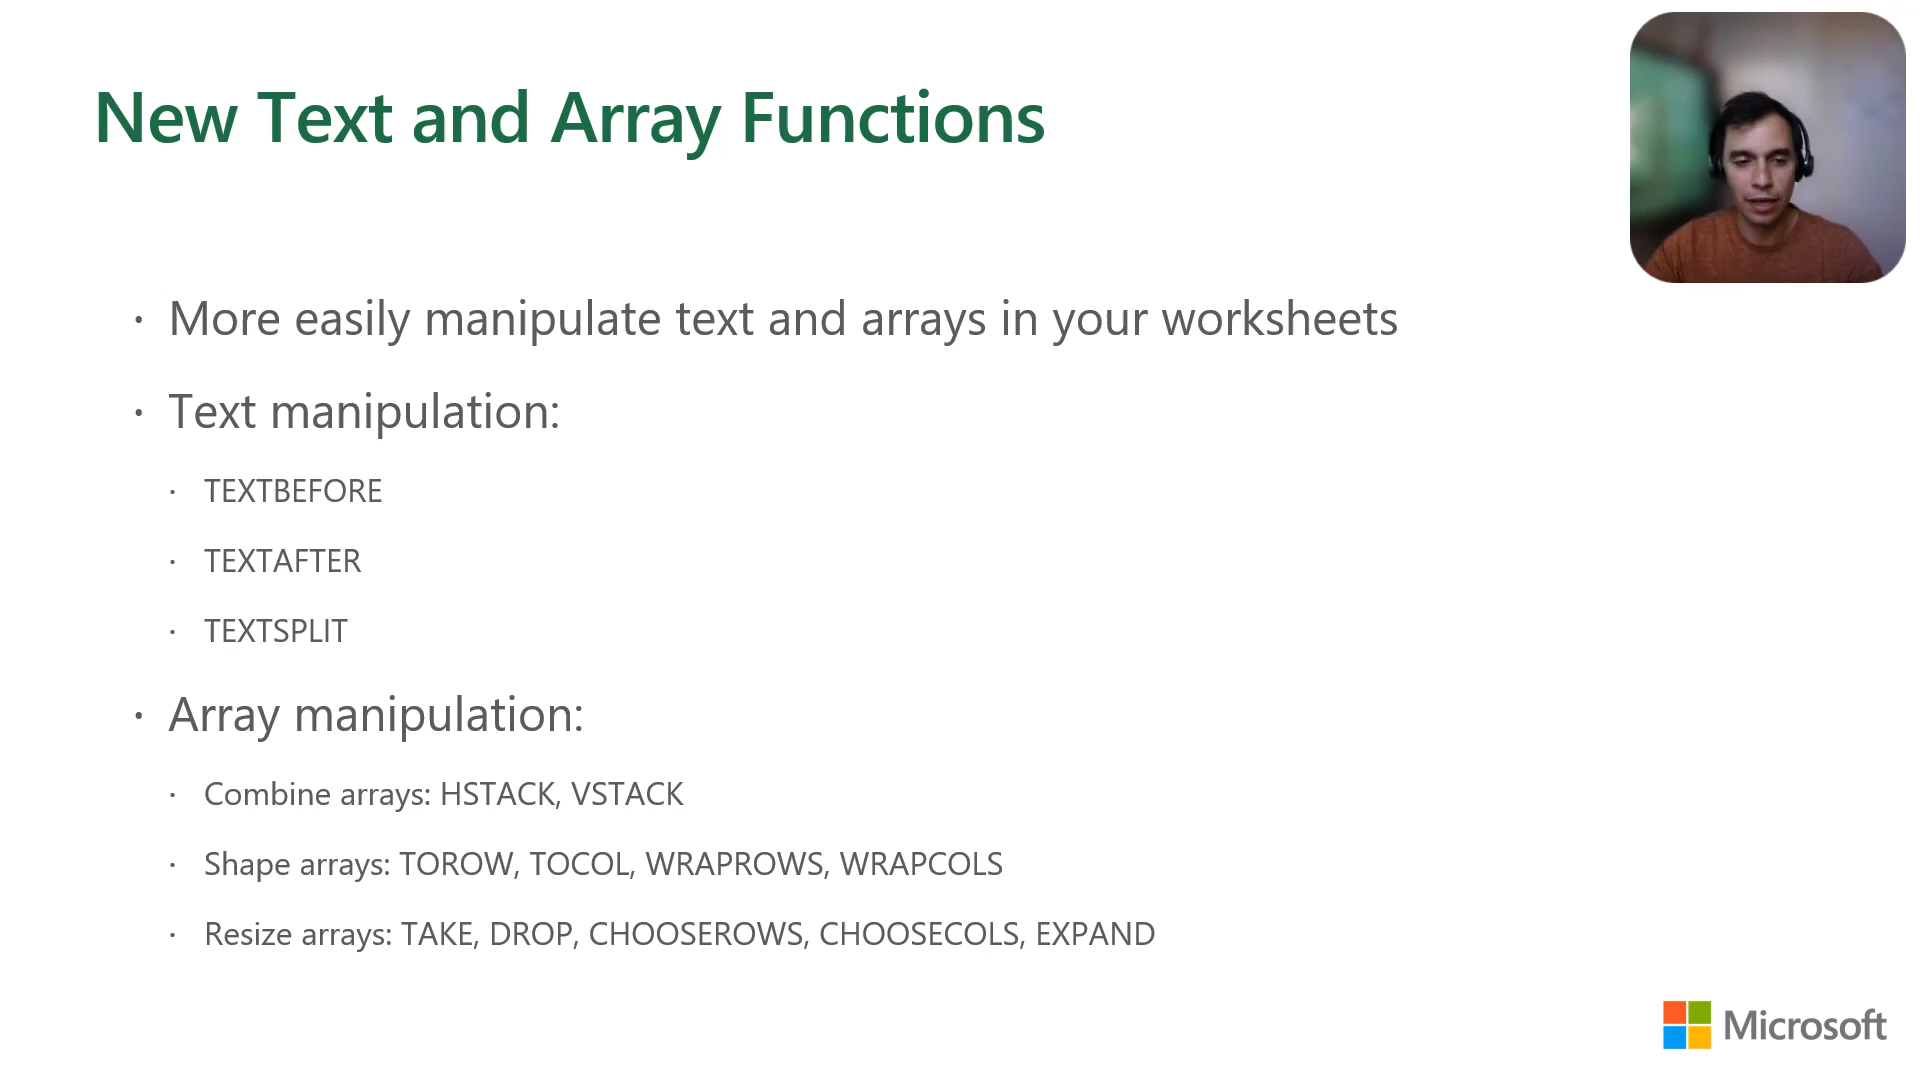 New Text and Array Functions
· More easily manipulate text and arrays in your worksheets
· Text manipulation:
· TEXTBEFORE
· TEXTAFTER
· TEXTSPLIT
· Array manipulation:
· Combine arrays: HSTACK, VSTACK
· Shape arrays: TOROW, TOCOL, WRAPROWS, WRAPCOLS
· Resize arrays: TAKE, DROP, CHOOSEROWS, CHOOSECOLS, EXPAND
Microsoft